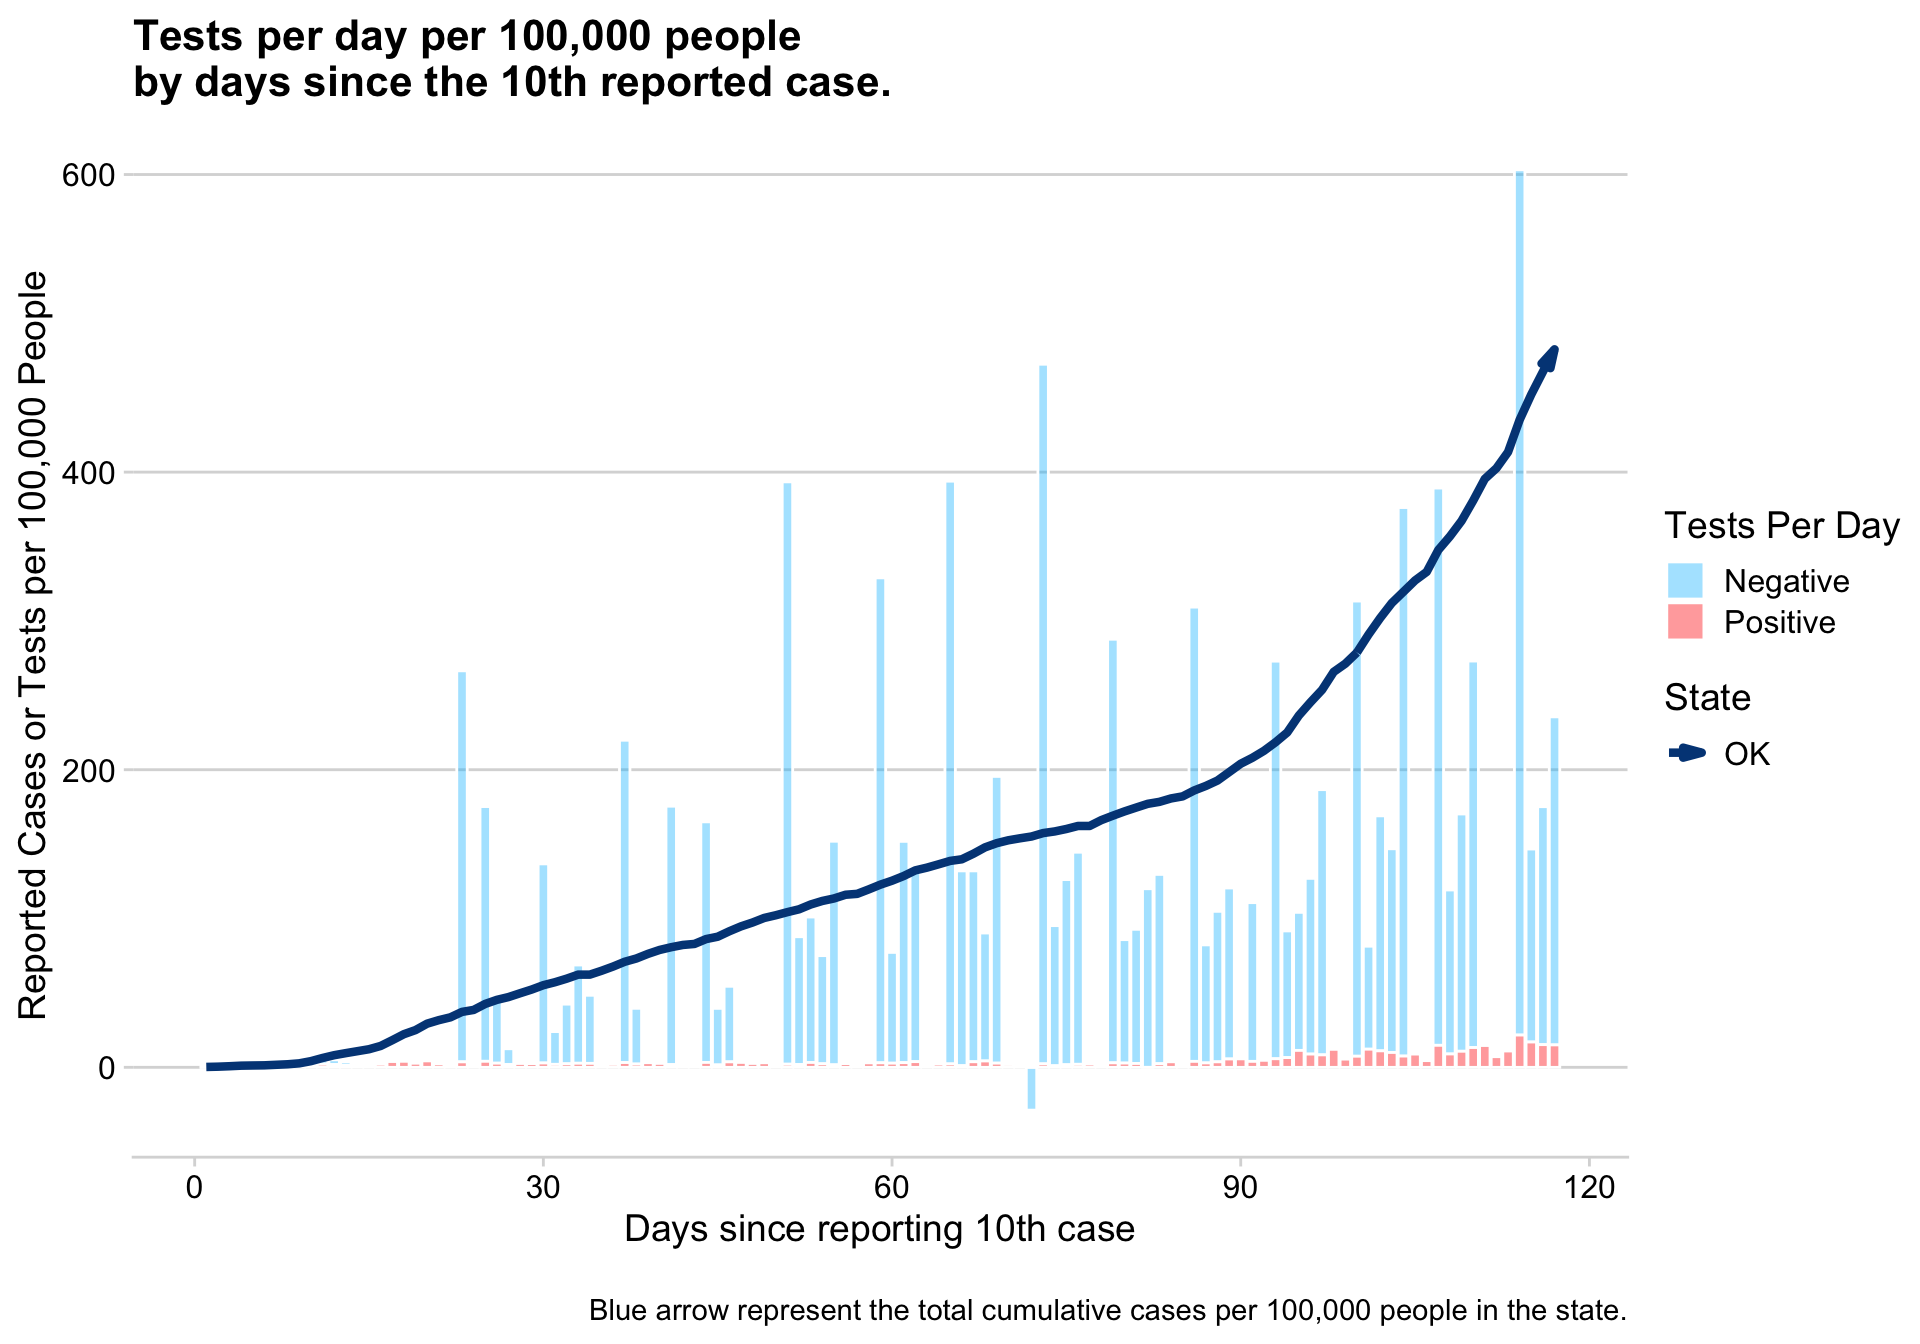 Tests per day per 100,000 people
by days since the 10th reported case.
Reported Cases or Tests per 100,000 People
600
400
200
0
0 30 60 90 120
Days since reporting 10th case
Tests Per Day
Negative
Positive
State
OK
Blue arrow represent the total cumulative cases per 100,000 people in the state.